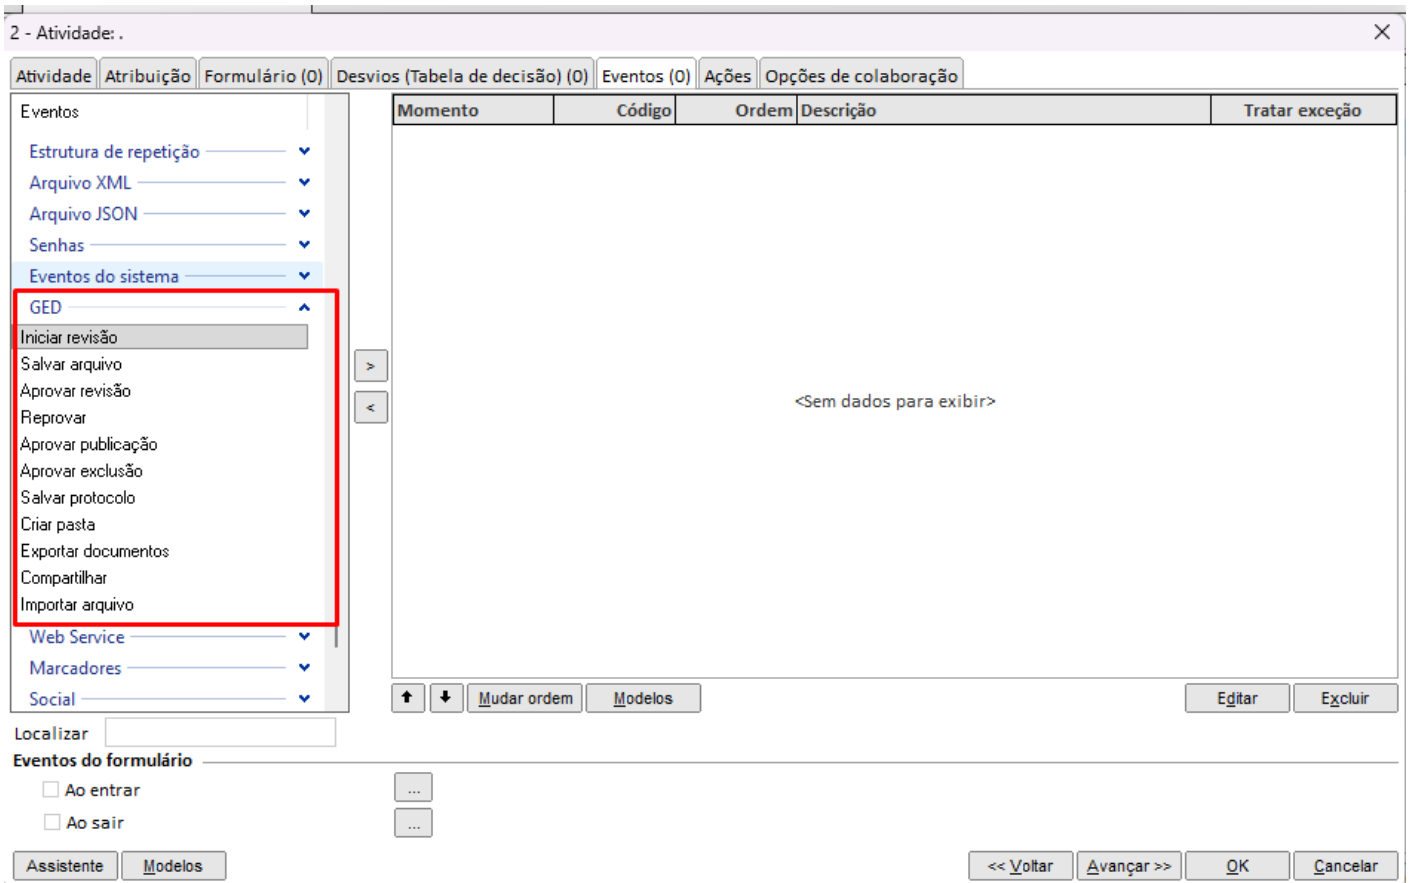 2 - Atividade: .
Atividade Atribuição Formulário (0) Desvios (Tabela de decisão) (0) Eventos (0) Ações Opções de colaboração
Eventos
Estrutura de repetição
Arquivo XML
Arquivo JSON
Senhas
Eventos do sistema
GED
Iniciar revisão
Salvar arquivo
Aprovar revisão
Reprovar
Aprovar publicação
Aprovar exclusão
Salvar protocolo
Criar pasta
Exportar documentos
Compartilhar
Importar arquivo
Web Service
Marcadores
Social
>
<
Momento Código Ordem Descrição Tratar exceção
<Sem dados para exibir>
Mudar ordem Modelos Editar Excluir
Localizar
Eventos do formulário
Ao entrar ...
Ao sair ...
Assistente Modelos << Voltar Avançar >> OK Cancelar